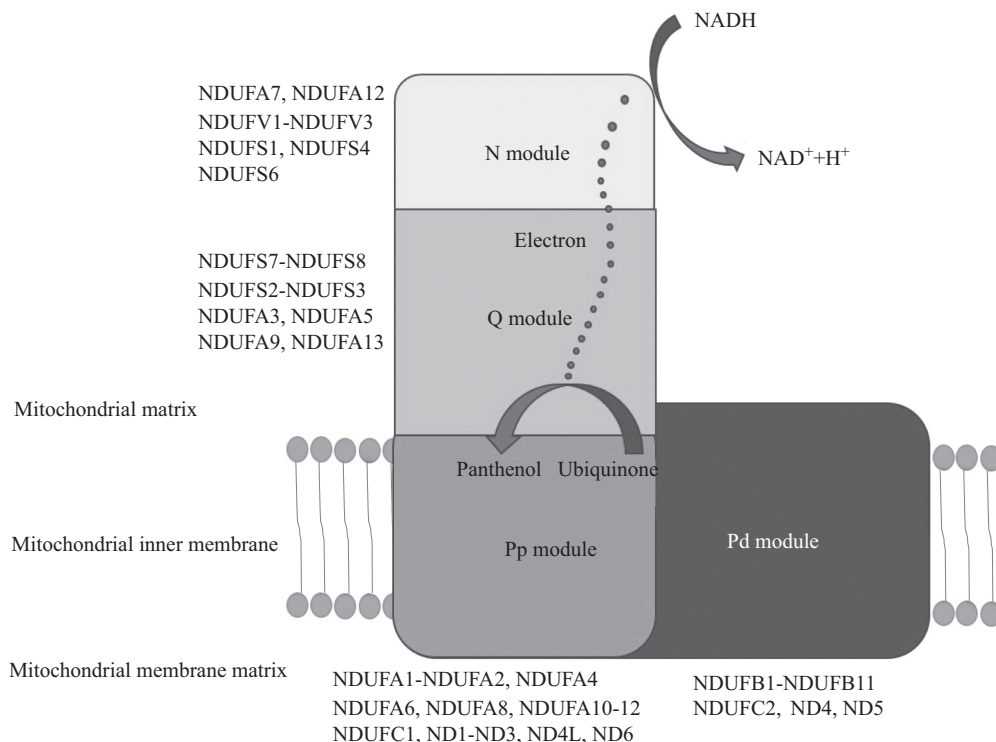 NADH
NDUFA7, NDUFA12
NDUFV1-NDUFV3
NDUFS1, NDUFS4
NDUFS6
N module
NAD⁺+H⁺
Electron
NDUFS7-NDUFS8
NDUFS2-NDUFS3
NDUFA3, NDUFA5
NDUFA9, NDUFA13
Q module
Mitochondrial matrix
Panthenol Ubiquinone
Mitochondrial inner membrane
Pp module
Pd module
Mitochondrial membrane matrix
NDUFA1-NDUFA2, NDUFA4
NDUFA6, NDUFA8, NDUFA10-12
NDUFC1, ND1-ND3, ND4L, ND6
NDUFB1-NDUFB11
NDUFC2, ND4, ND5